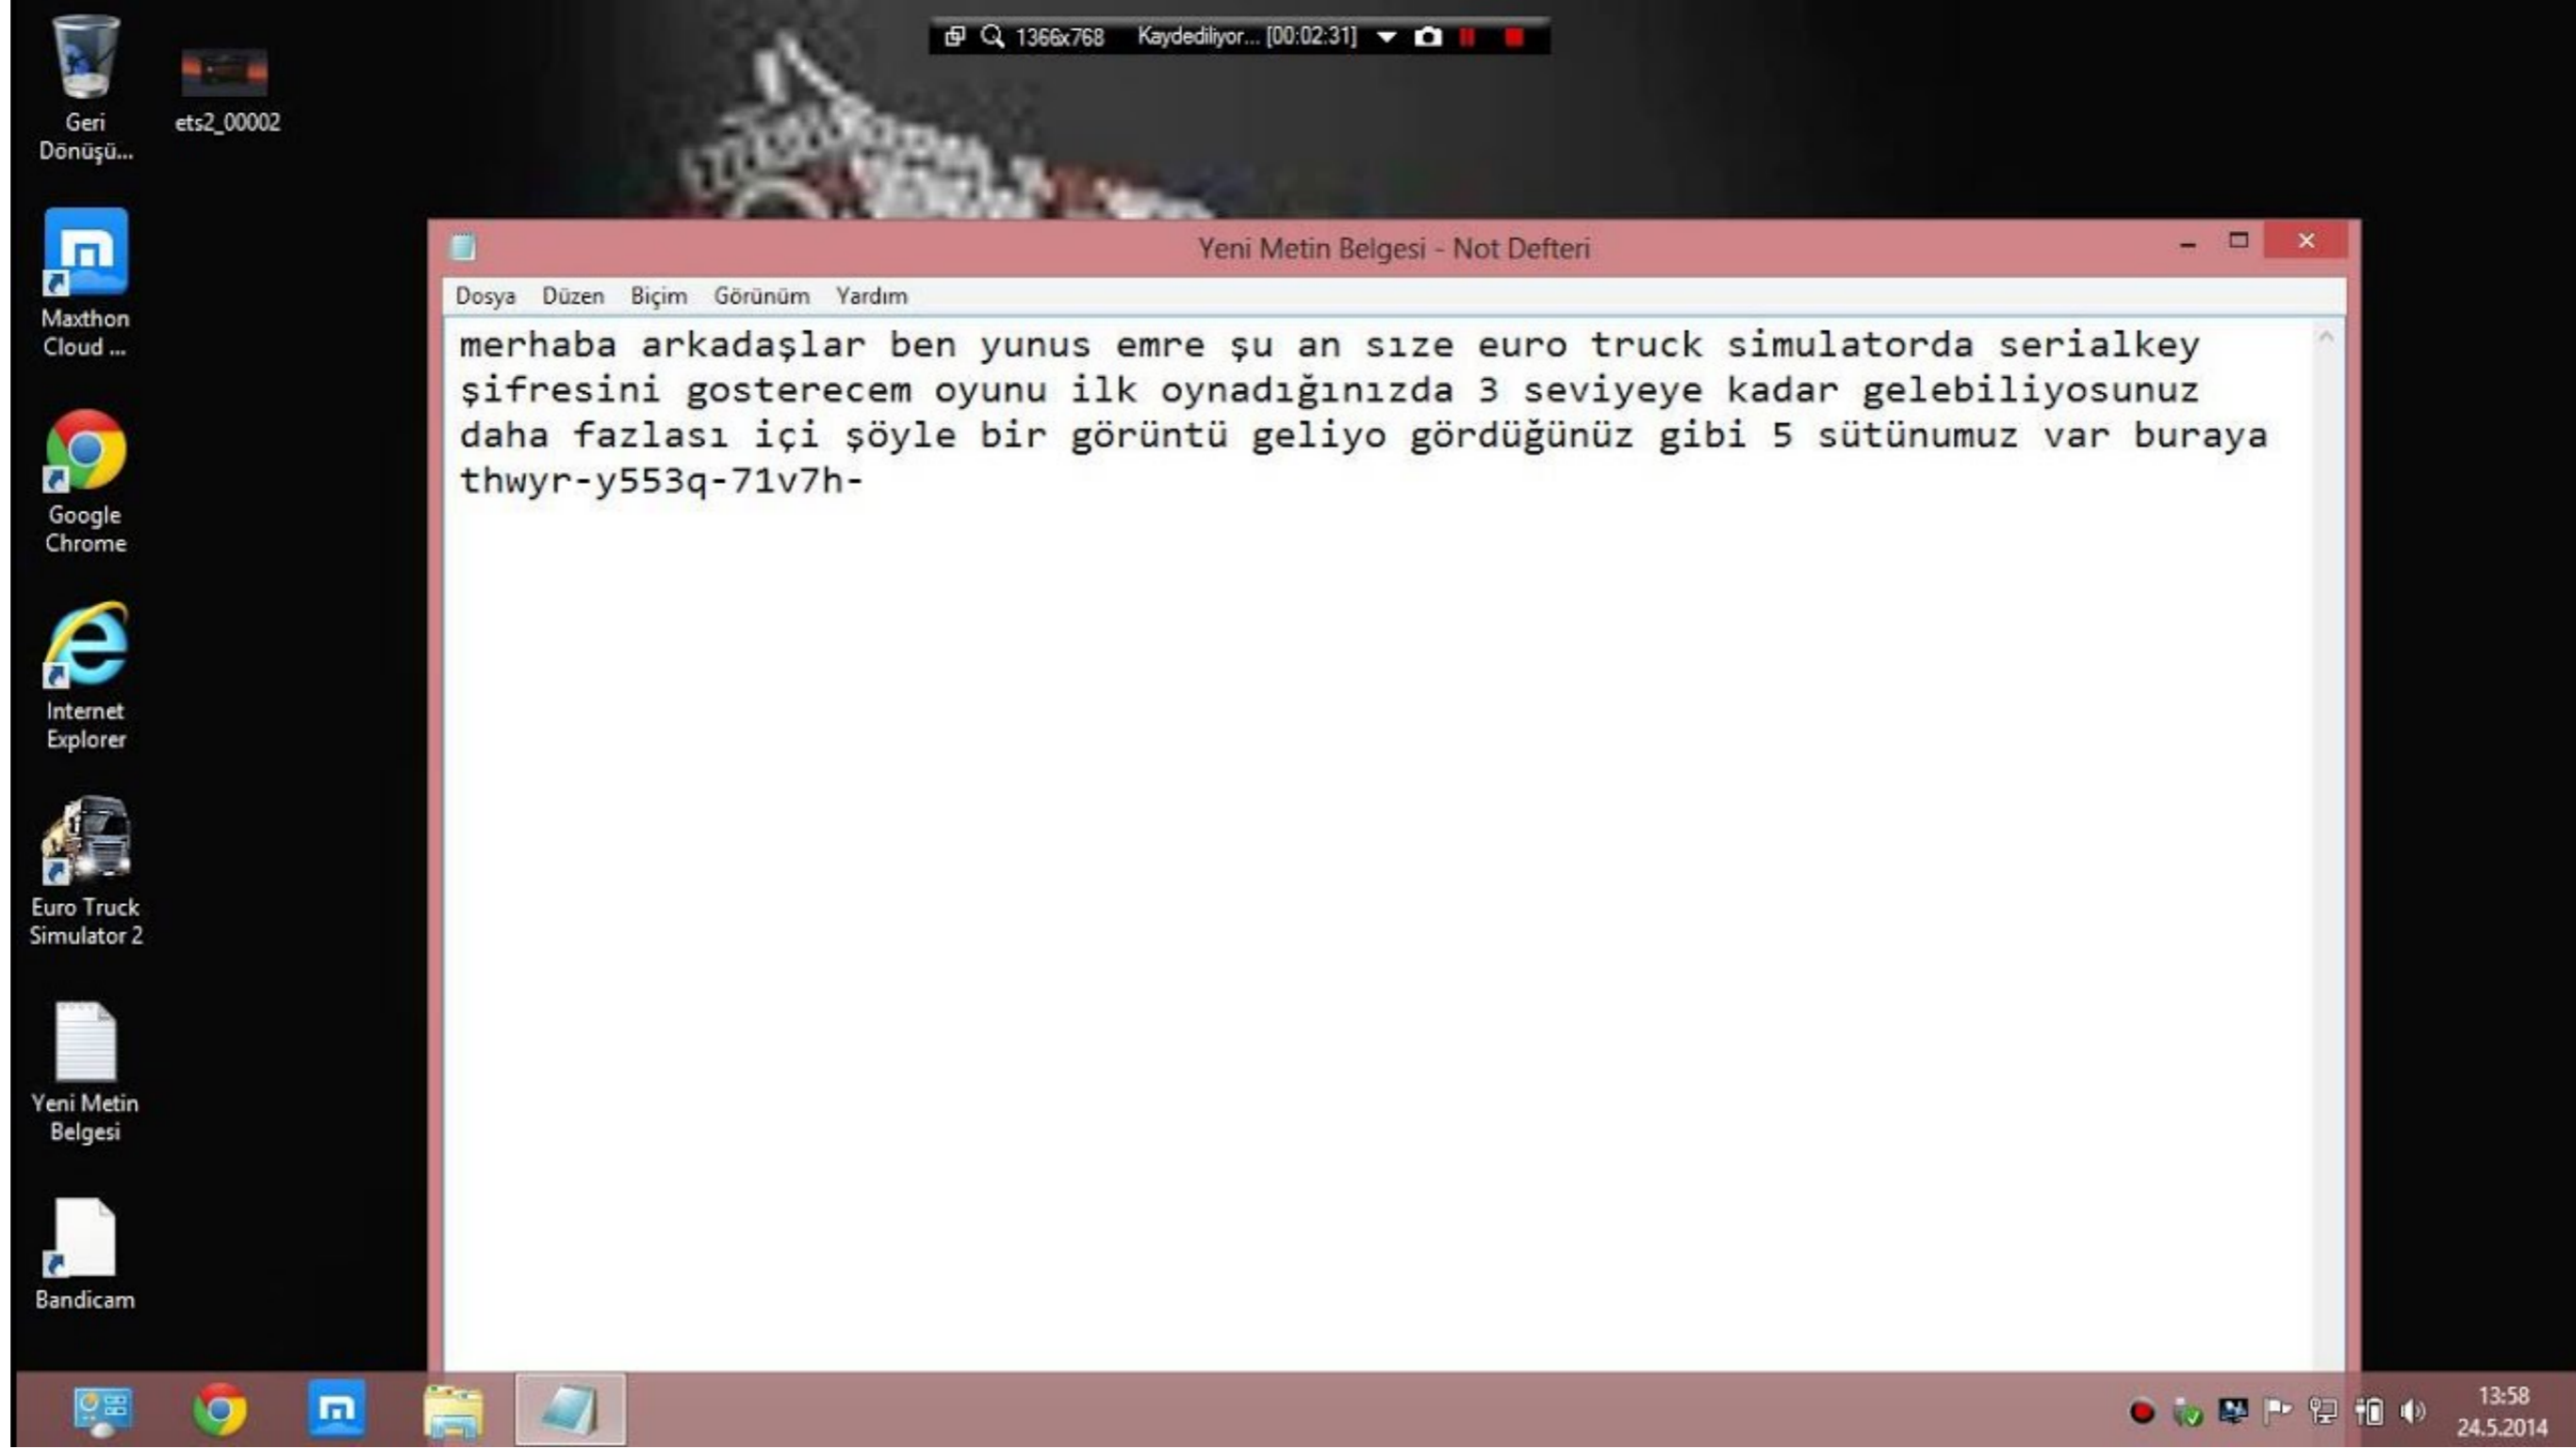 1366x768 Kaydediliyor... [00:02:31]
Geri
Dönüşü...
ets2_00002
Maxthon
Cloud ...
Google
Chrome
Internet
Explorer
Euro Truck
Simulator 2
Yeni Metin
Belgesi
Bandicam
Yeni Metin Belgesi - Not Defteri
Dosya Düzen Biçim Görünüm Yardım
merhaba arkadaşlar ben yunus emre şu an sıze euro truck simulatorda serialkey
şifresini gosterecem oyunu ilk oynadığınızda 3 seviyeye kadar gelebiliyosunuz
daha fazlası içi şöyle bir görüntü geliyo gördüğünüz gibi 5 sütünumuz var buraya
thwyr-y553q-71v7h-
13:58
24.5.2014